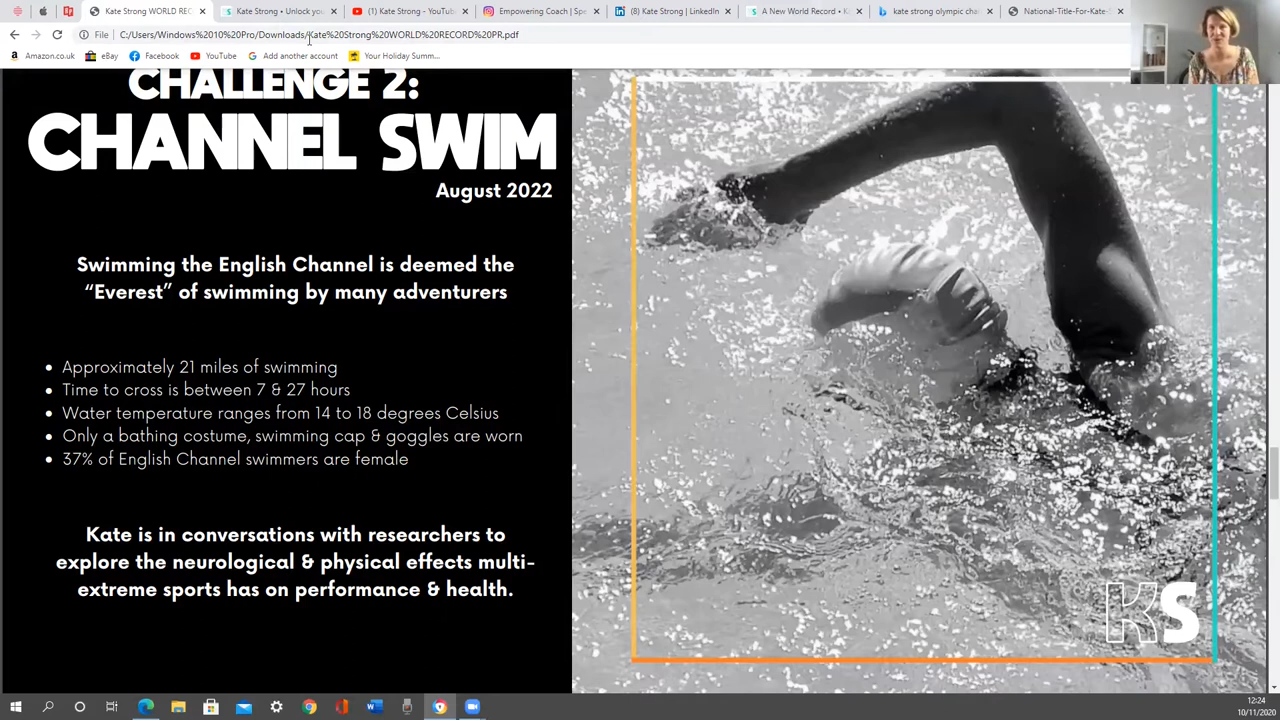 Kate Strong WORLD REC
Kate Strong • Unlock you
(1) Kate Strong - YouTube
Empowering Coach | Spe
(8) Kate Strong | LinkedIn
A New World Record • K
kate strong olympic cha
National-Title-For-Kate-S
File
C:/Users/Windows%2010%20Pro/Downloads/Kate%20Strong%20WORLD%20RECORD%20PR.pdf
Amazon.co.uk
eBay
Facebook
YouTube
Add another account
Your Holiday Summ...
CHALLENGE 2:
CHANNEL SWIM
August 2022
Swimming the English Channel is deemed the
“Everest” of swimming by many adventurers
• Approximately 21 miles of swimming
• Time to cross is between 7 & 27 hours
• Water temperature ranges from 14 to 18 degrees Celsius
• Only a bathing costume, swimming cap & goggles are worn
• 37% of English Channel swimmers are female
Kate is in conversations with researchers to
explore the neurological & physical effects multi-
extreme sports has on performance & health.
KS
12:24
10/11/2020